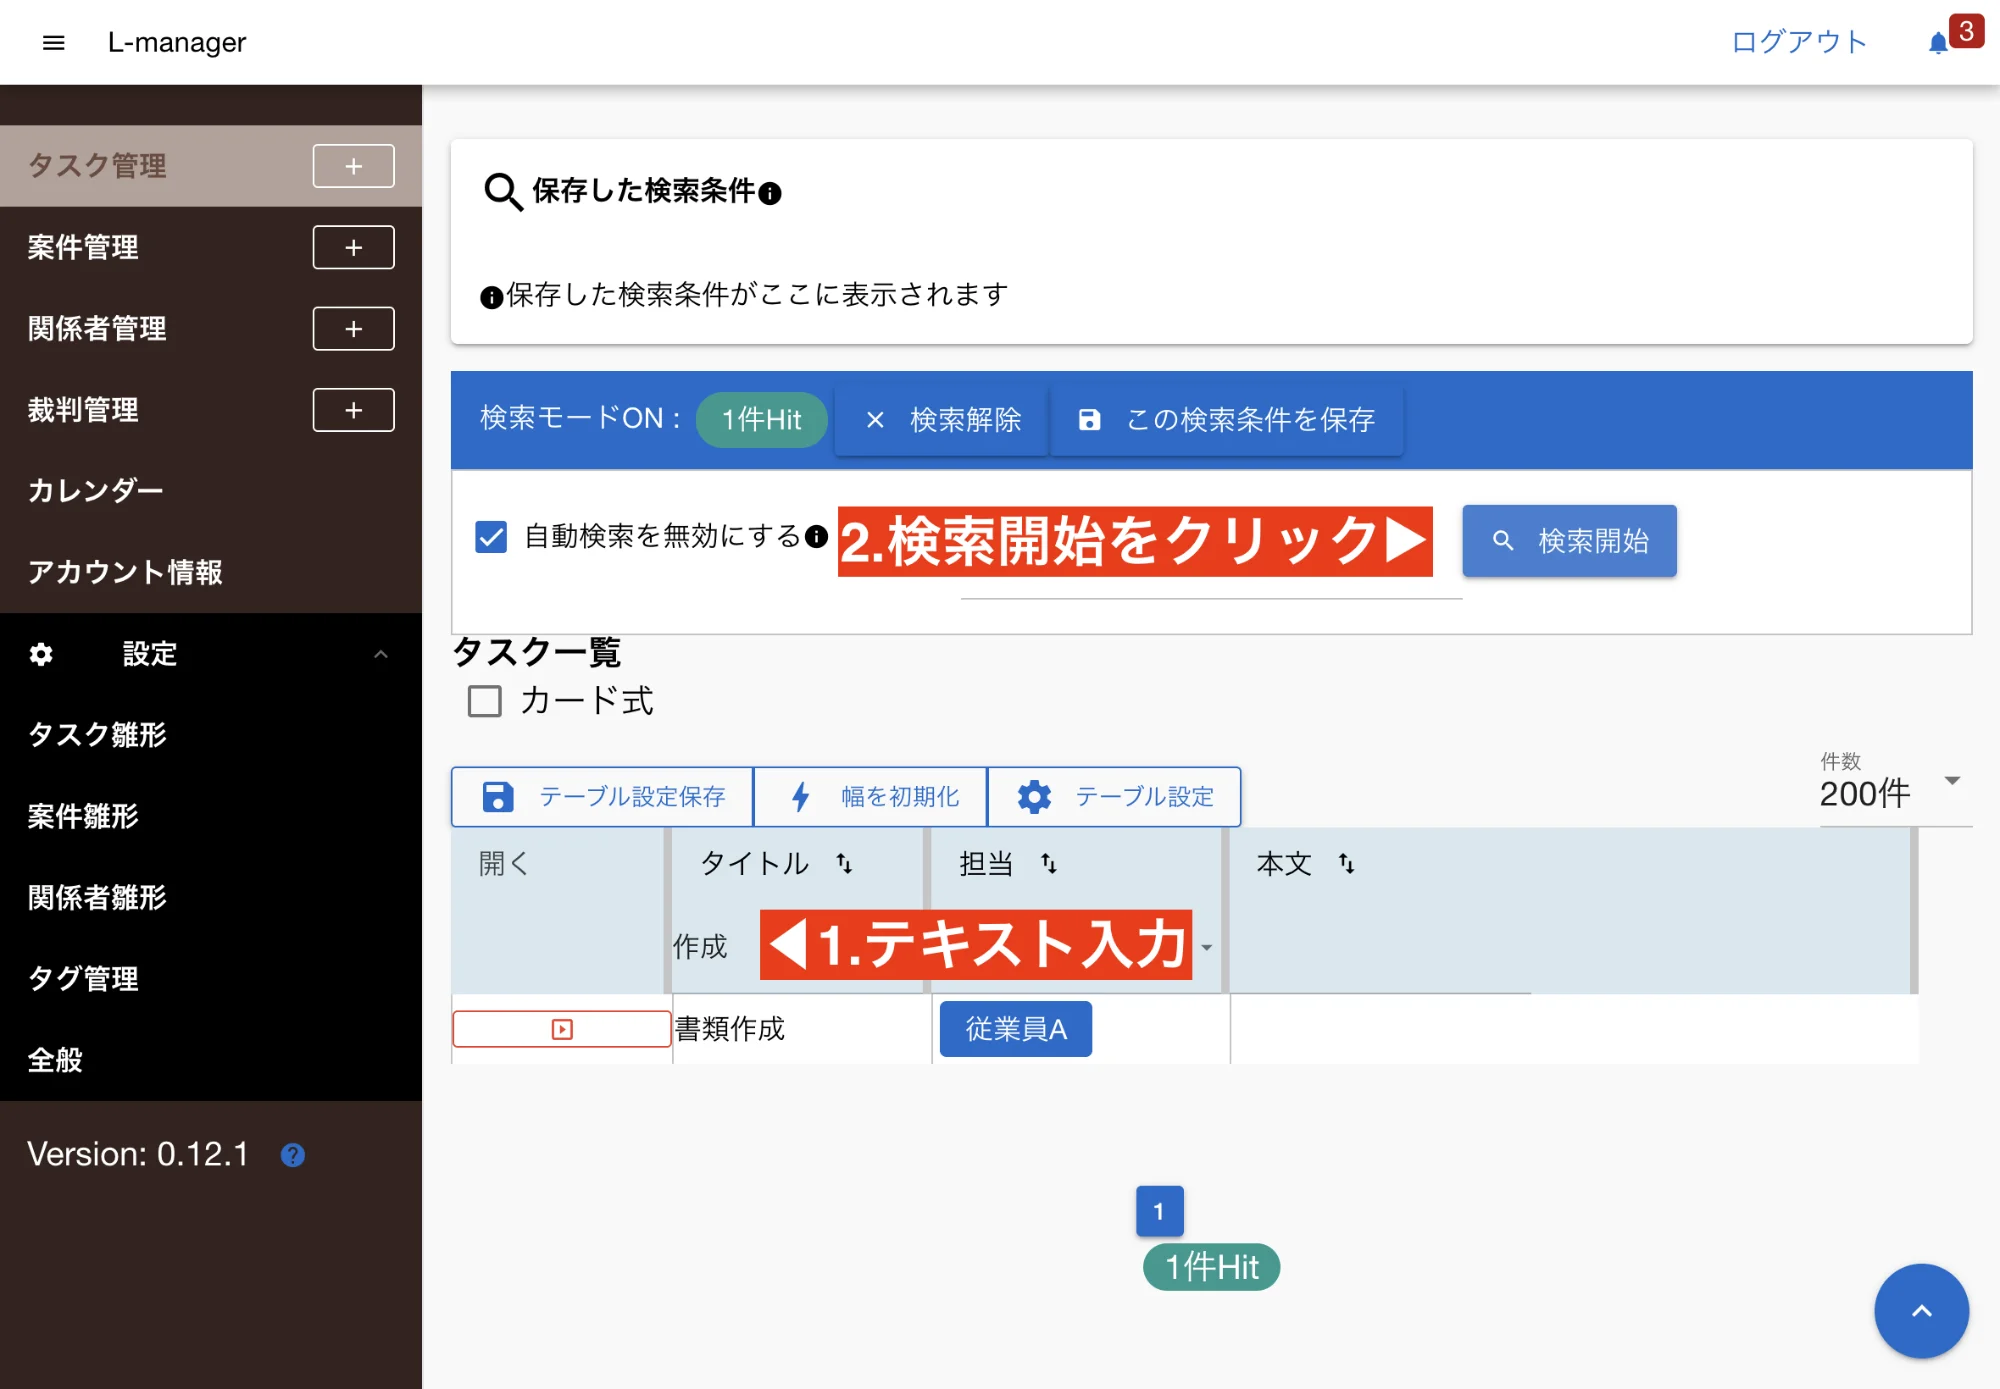 L-manager
ログアウト
3
タスク管理
+
案件管理
+
関係者管理
+
裁判管理
+
カレンダー
アカウント情報
設定
タスク雛形
案件雛形
関係者雛形
タグ管理
全般
Version: 0.12.1
?
保存した検索条件
保存した検索条件がここに表示されます
検索モードON : 1件Hit × 検索解除 この検索条件を保存
自動検索を無効にする 2.検索開始をクリック▶ 検索開始
タスク一覧
カード式
件数
200件
テーブル設定保存 幅を初期化 テーブル設定
開く タイトル 担当 本文
作成 ◀1.テキスト入力
書類作成 従業員A
1
1件Hit